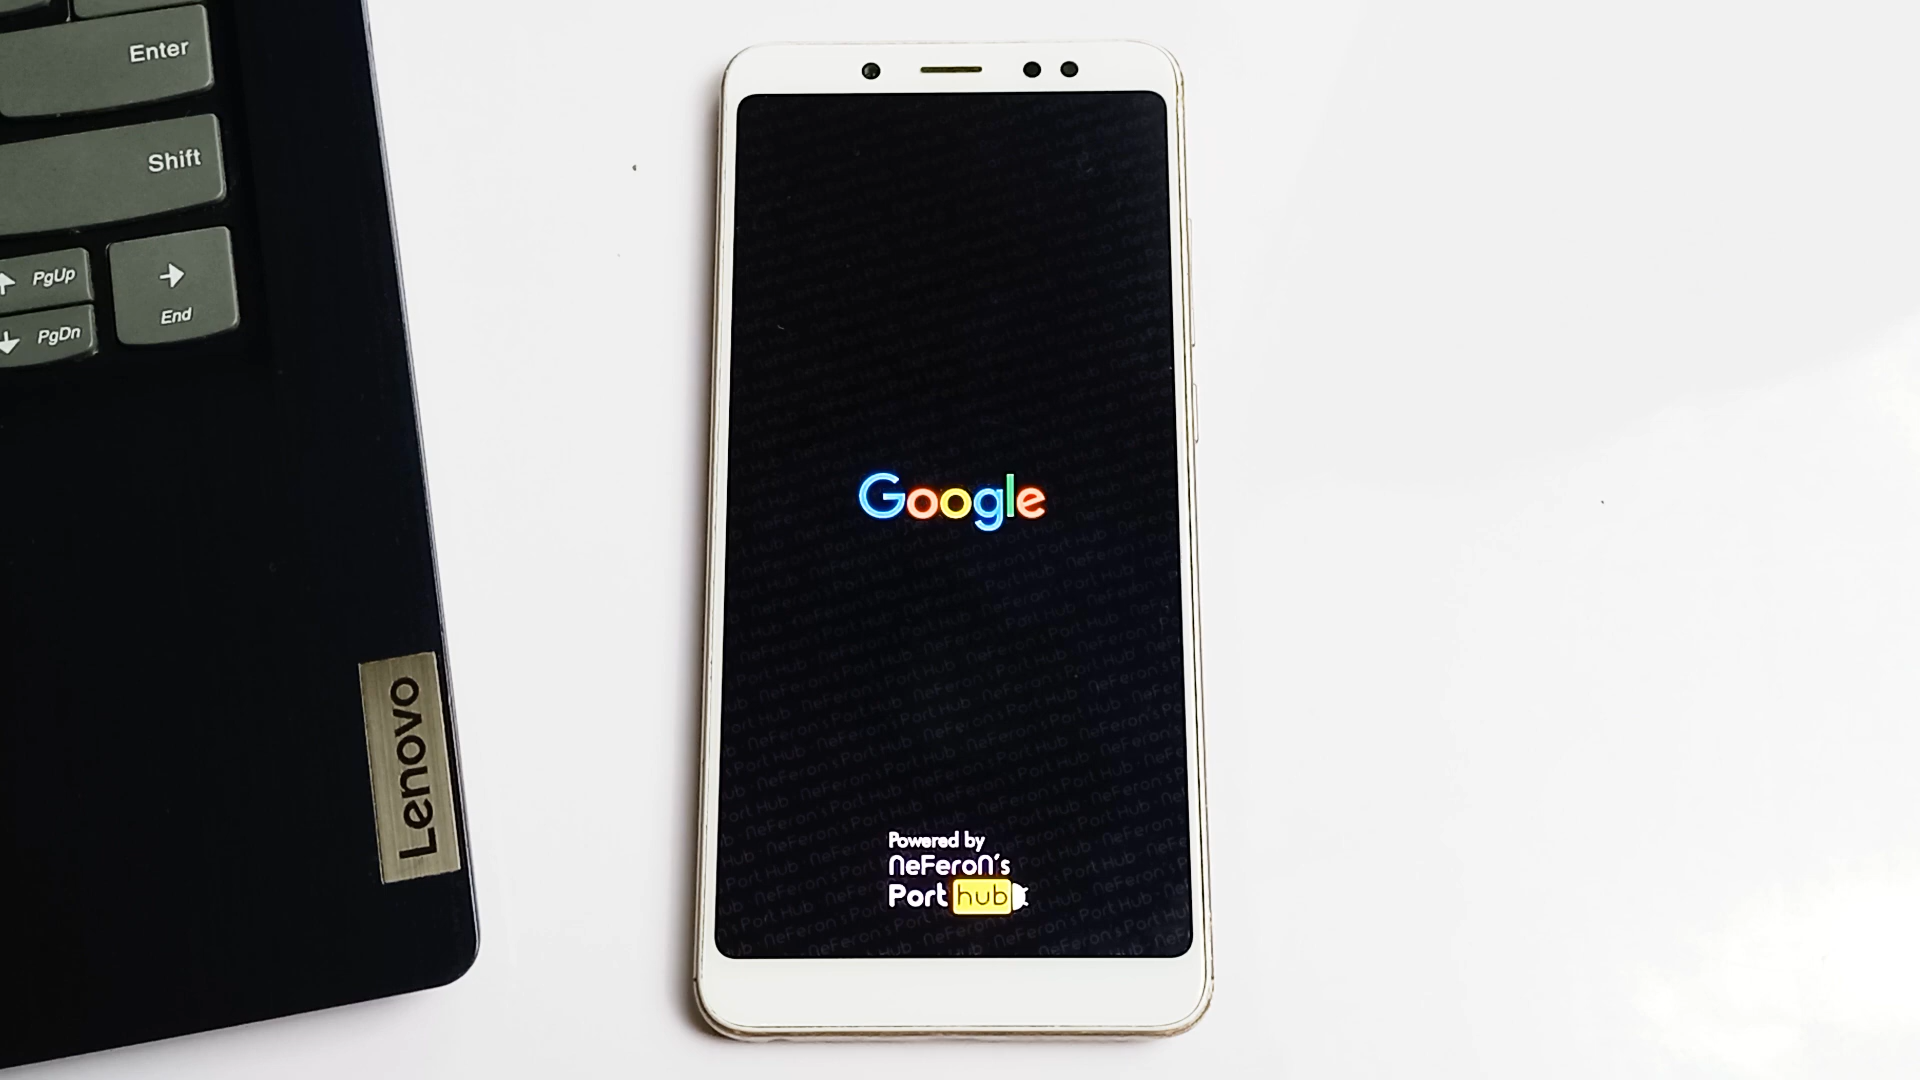 Enter
Shift
PgUp
PgDn
End
Lenovo
Google
Powered by
NeFeroN's
Port hub